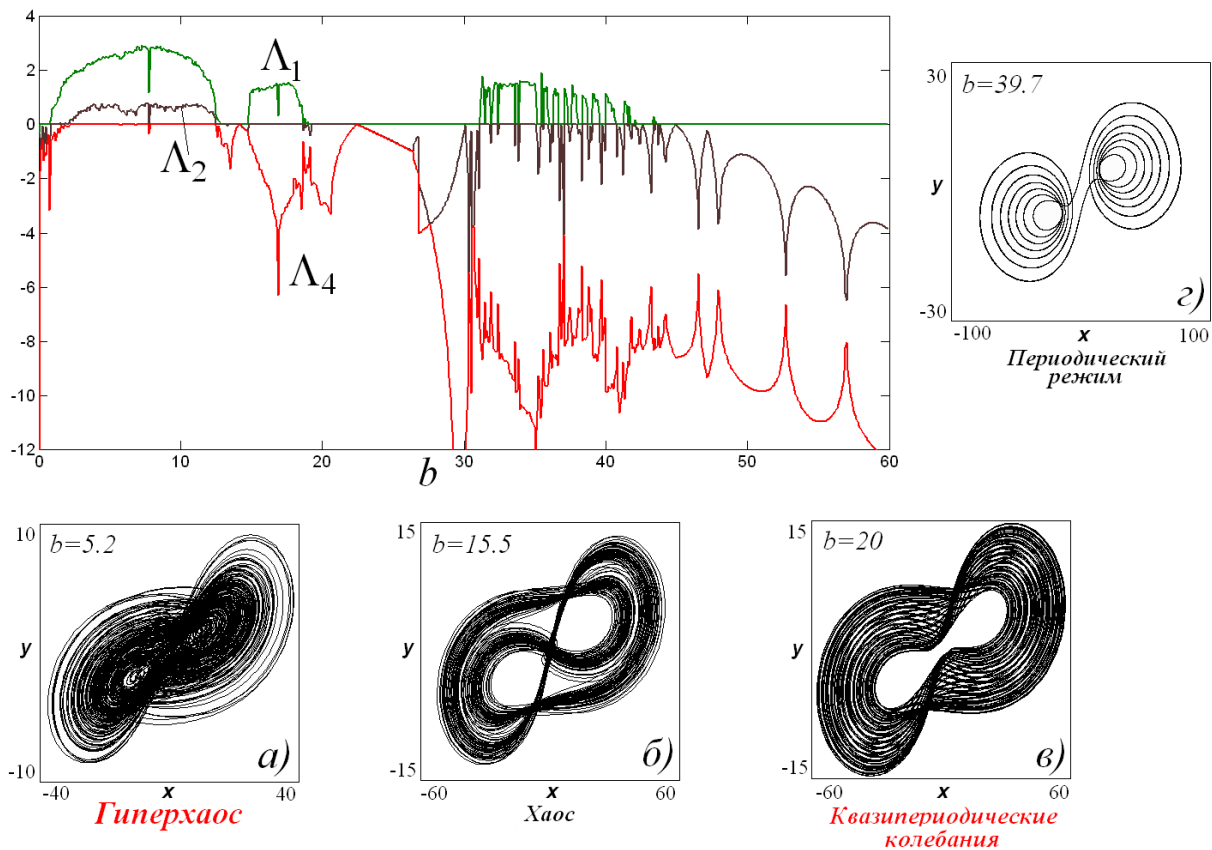 4
2
0
-2
-4
-6
-8
-10
-12
0 10 20 30 40 50 60
b
Λ1
Λ2
Λ4
30
b=39.7
y
г)
-30
-100 x 100
Периодический
режим
10
b=5.2
y
а)
-10
-40 x 40
Гиперхаос
15
b=15.5
y
б)
-15
-60 x 60
Хаос
15
b=20
y
в)
-15
-60 x 60
Квазипериодические
колебания